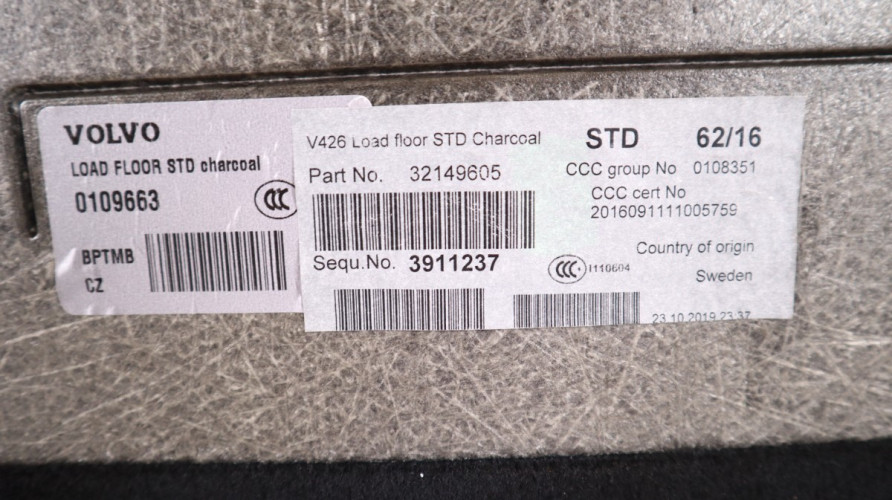 VOLVO
LOAD FLOOR STD charcoal
0109663
CCC
BPTMB
CZ
V426 Load floor STD Charcoal
STD 62/16
Part No. 32149605
CCC group No 0108351
CCC cert No
2016091111005759
Sequ.No. 3911237
CCC I110604
Country of origin
Sweden
23.10.2019 23:37